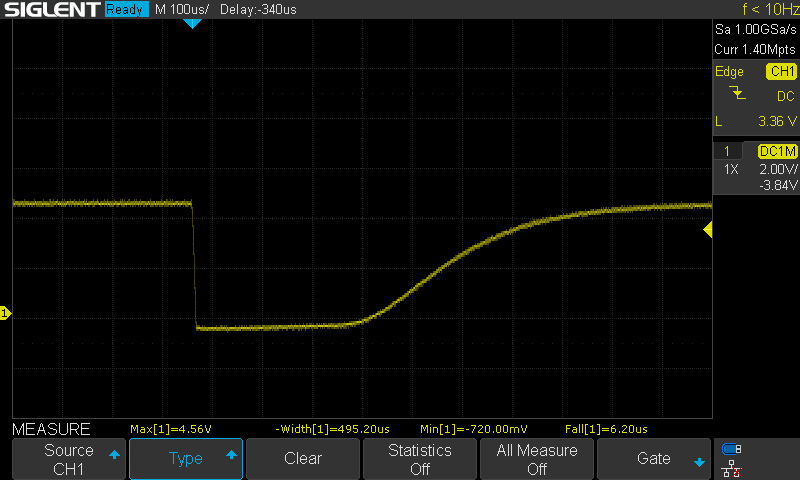 SIGLENT Ready M 100us/ Delay:-340us f < 10Hz
Sa 1.00GSa/s
Curr 1.40Mpts
Edge CH1
DC
L 3.36 V
1 DC1M
1X 2.00V/
-3.84V
1
MEASURE Max[1]=4.56V -Width[1]=495.20us Min[1]=-720.00mV Fall[1]=6.20us
Source CH1
Type
Clear
Statistics Off
All Measure Off
Gate